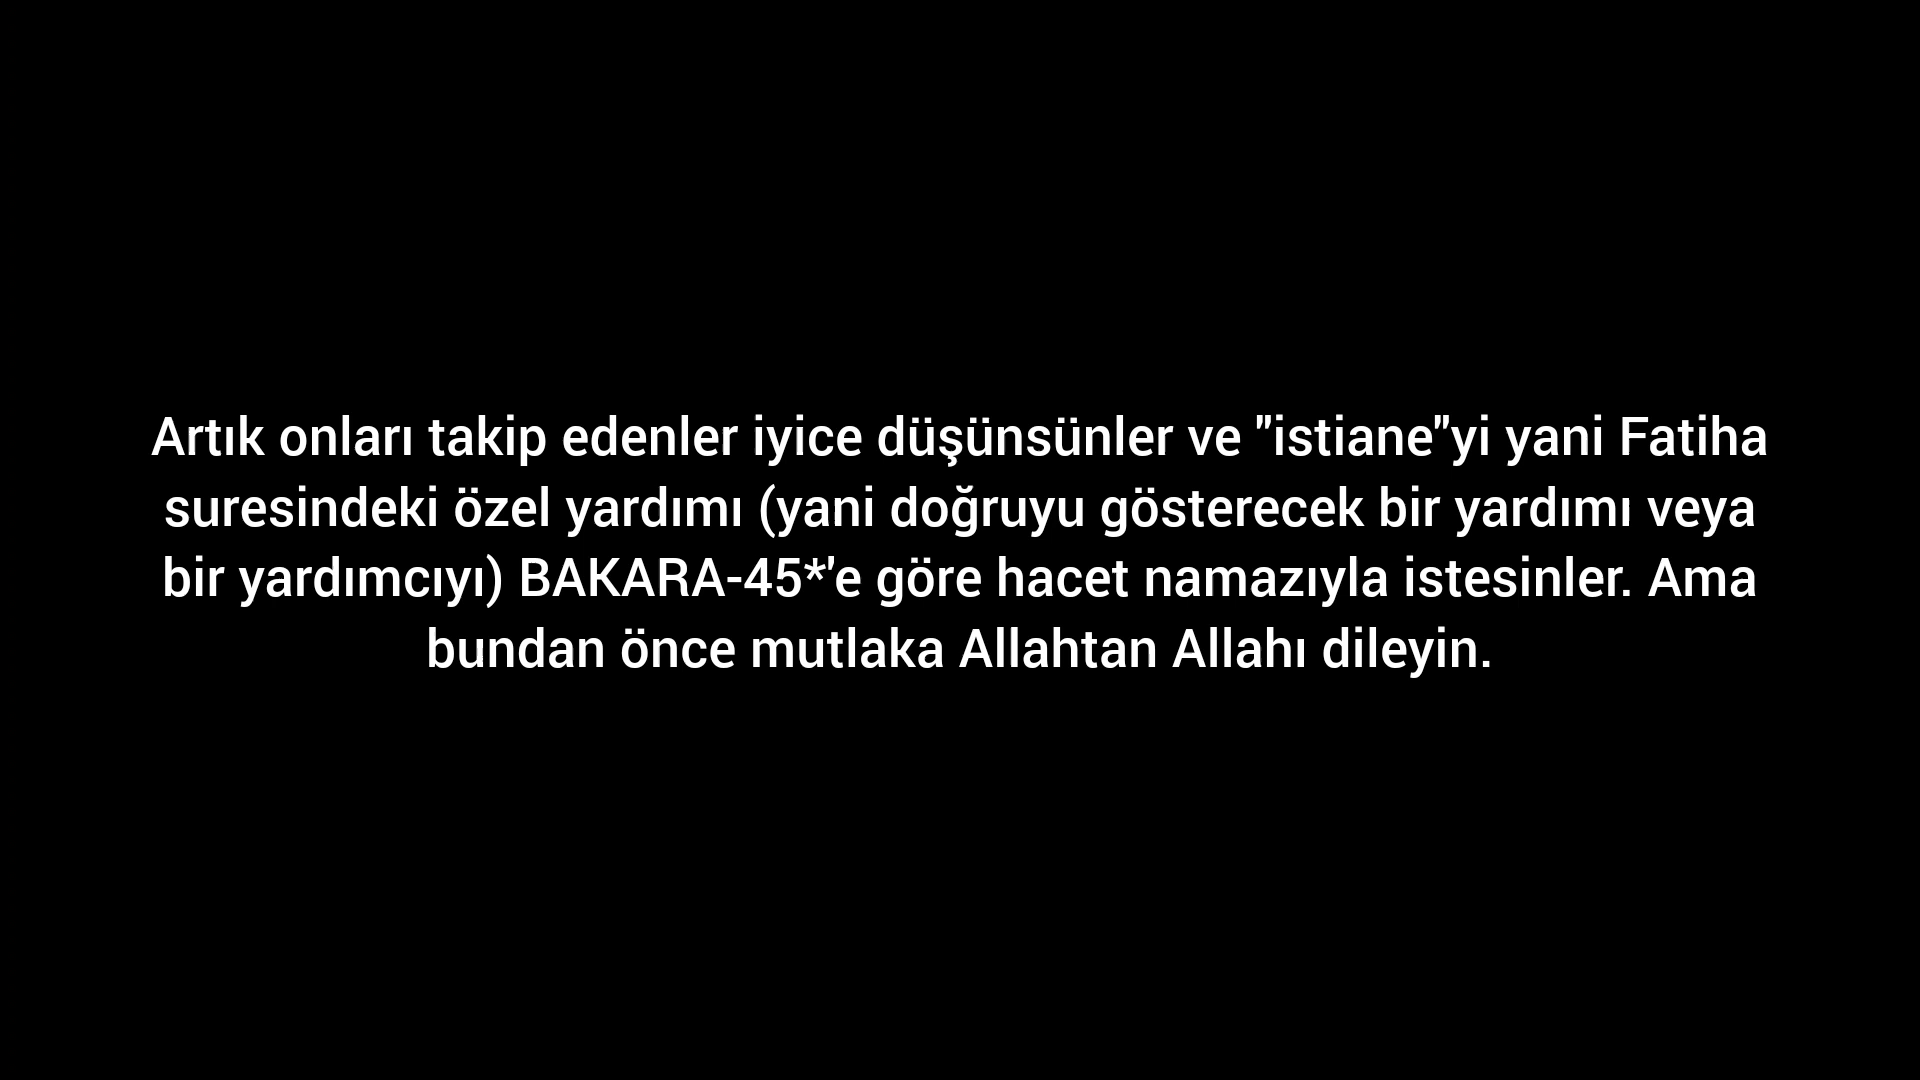 Artık onları takip edenler iyice düşünsünler ve "istiane"yi yani Fatiha
suresindeki özel yardımı (yani doğruyu gösterecek bir yardımı veya
bir yardımcıyı) BAKARA-45*'e göre hacet namazıyla istesinler. Ama
bundan önce mutlaka Allahtan Allahı dileyin.